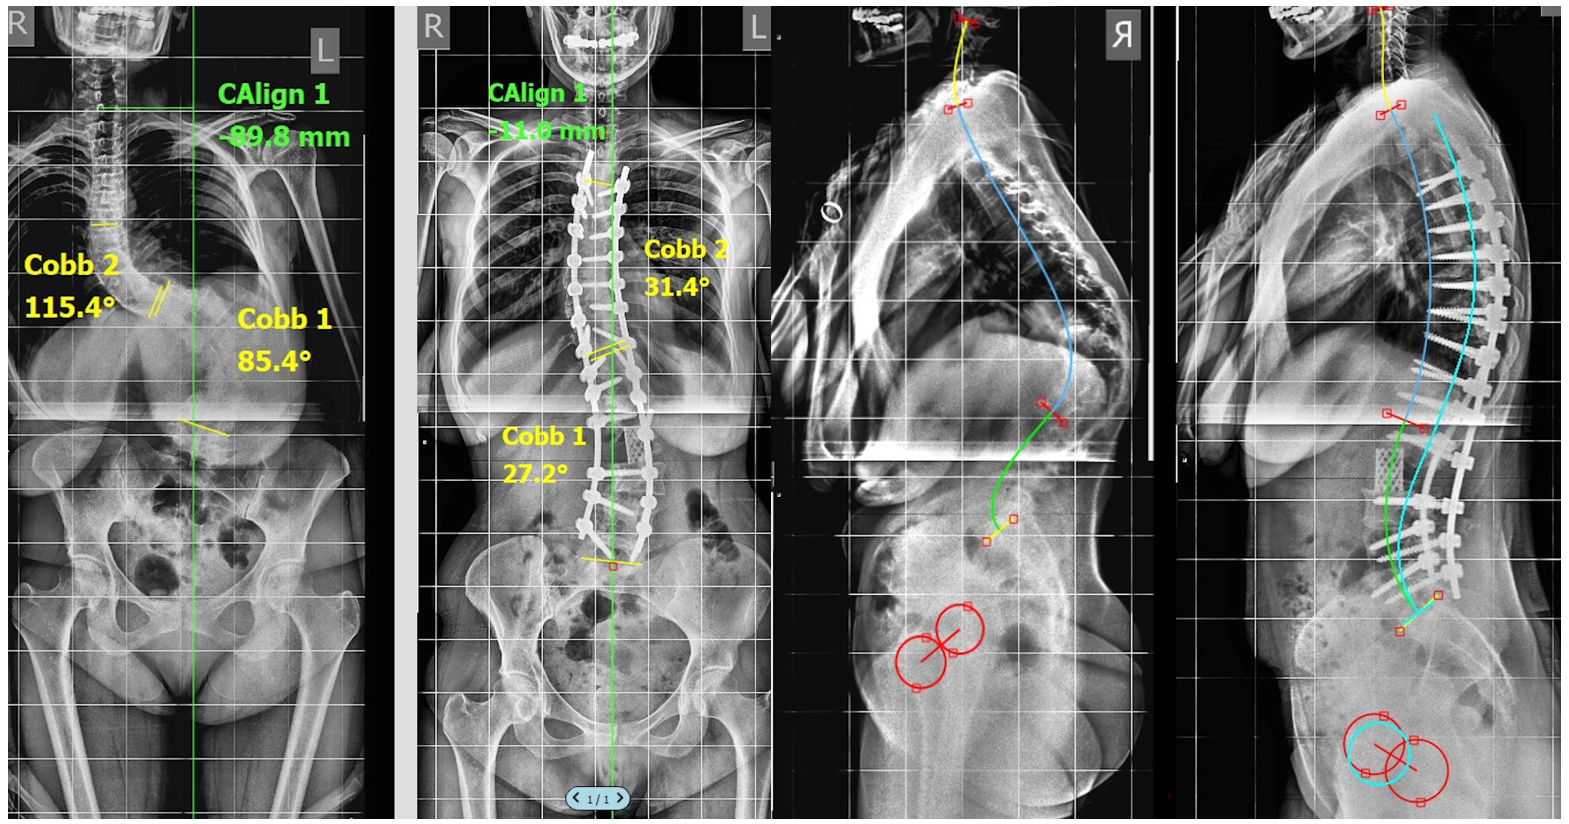 R
L
CAlign 1
-89.8 mm
Cobb 2
115.4°
Cobb 1
85.4°
R
L
CAlign 1
-11.0 mm
Cobb 2
31.4°
Cobb 1
27.2°
1/1
R